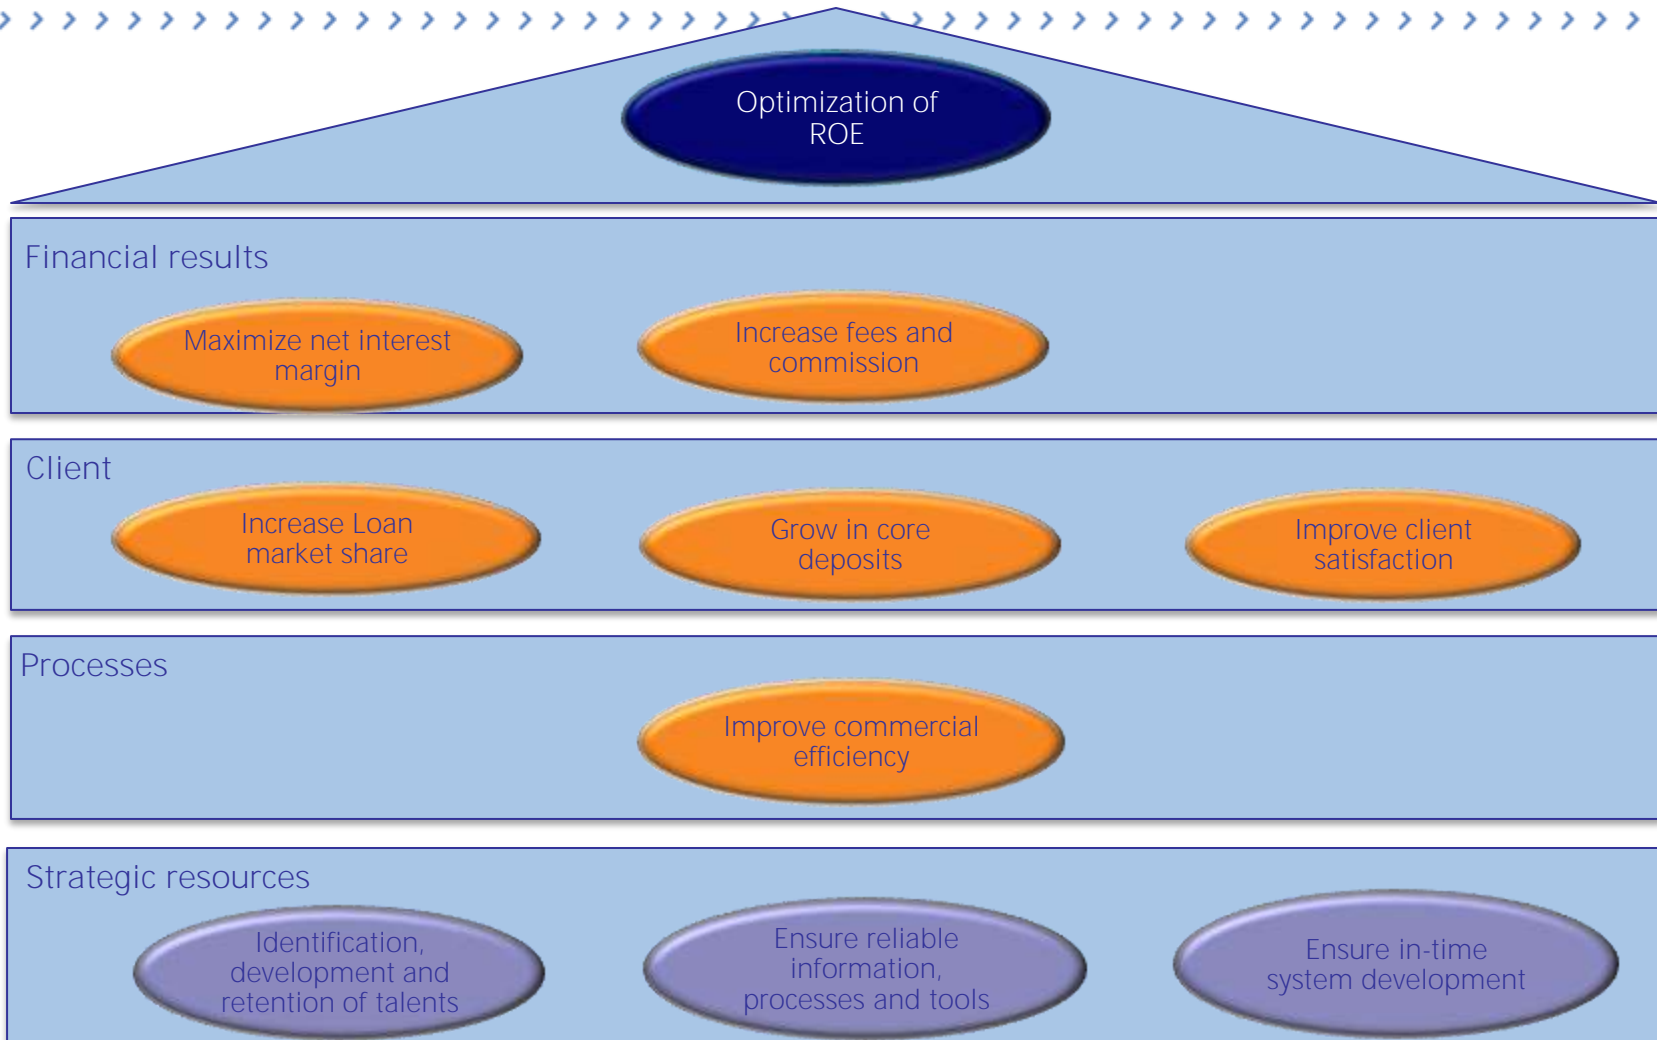 Optimization of
ROE
Financial results
Maximize net interest
margin
Increase fees and
commission
Client
Increase Loan
market share
Grow in core
deposits
Improve client
satisfaction
Processes
Improve commercial
efficiency
Strategic resources
Identification,
development and
retention of talents
Ensure reliable
information,
processes and tools
Ensure in-time
system development